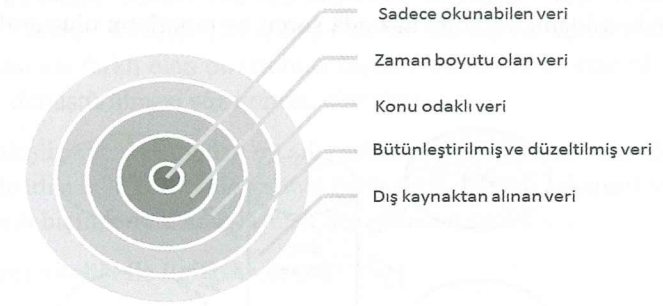 Sadece okunabilen veri
Zaman boyutu olan veri
Konu odaklı veri
Bütünleştirilmiş ve düzeltilmiş veri
Dış kaynaktan alınan veri